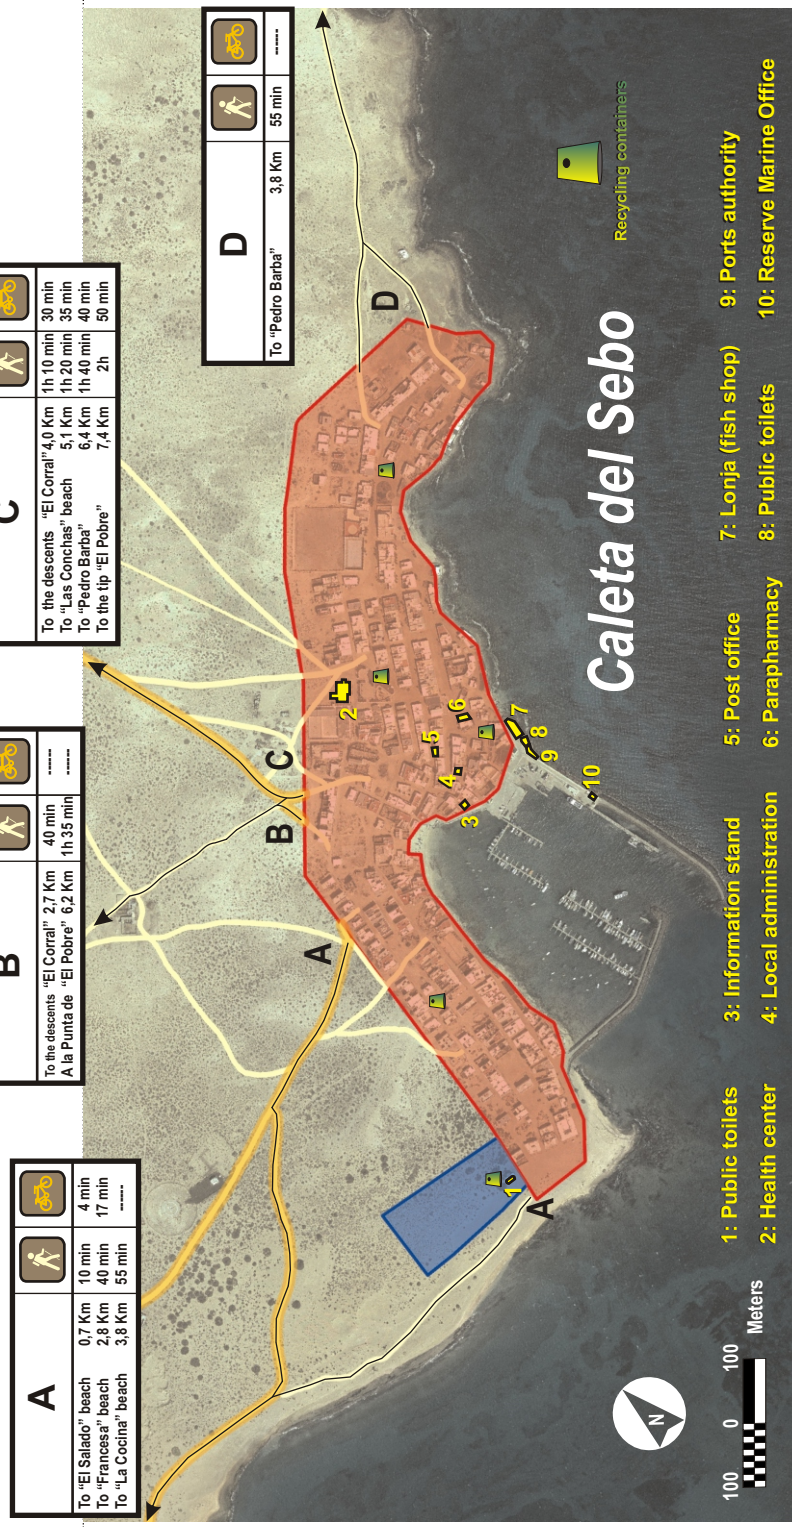 A
To "El Salado" beach 0,7 Km 10 min 4 min
To "Francesa" beach 2,8 Km 40 min 17 min
To "La Cocina" beach 3,8 Km 55 min ------
B
To the descents "El Corral" 2,7 Km 40 min ------
A la Punta de "El Pobre" 6,2 Km 1h 35 min ------
C
To the descents "El Corral" 4,0 Km 1h 10 min 30 min
To "Las Conchas" beach 5,1 Km 1h 20 min 35 min
To "Pedro Barba" 6,4 Km 1h 40 min 40 min
To the tip "El Pobre" 7,4 Km 2h 50 min
D
To "Pedro Barba" 3,8 Km 55 min ------
A
B
C
D
A
1
2
3
4
5
6
7
8
9
10
Caleta del Sebo
Recycling containers
N
100 0 100
Meters
1: Public toilets
2: Health center
3: Information stand
4: Local administration
5: Post office
6: Parapharmacy
7: Lonja (fish shop)
8: Public toilets
9: Ports authority
10: Reserve Marine Office